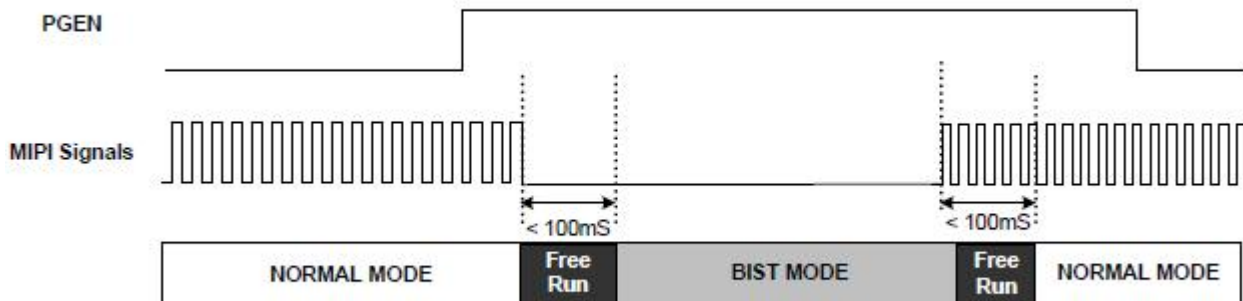 PGEN
MIPI Signals
< 100mS
< 100mS
NORMAL MODE
Free
Run
BIST MODE
Free
Run
NORMAL MODE